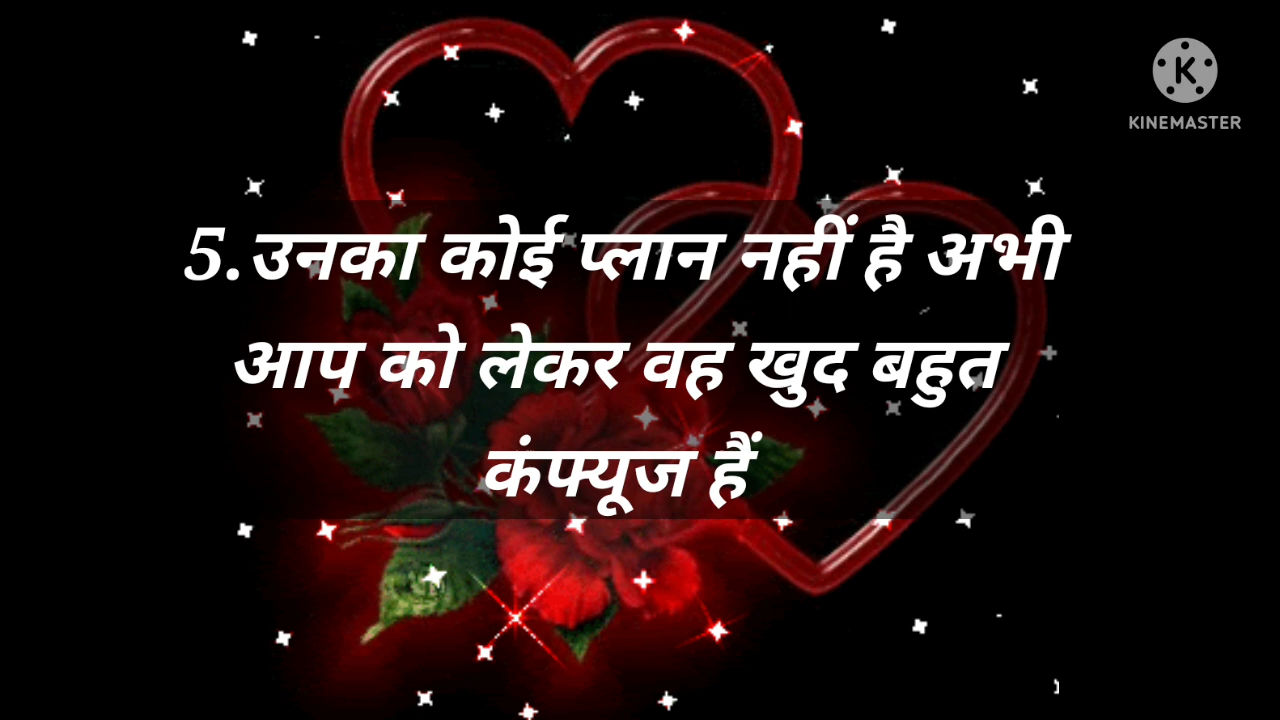 KINEMASTER
5.उनका कोई प्लान नहीं है अभी
आप को लेकर वह खुद बहुत
कंफ्यूज हैं